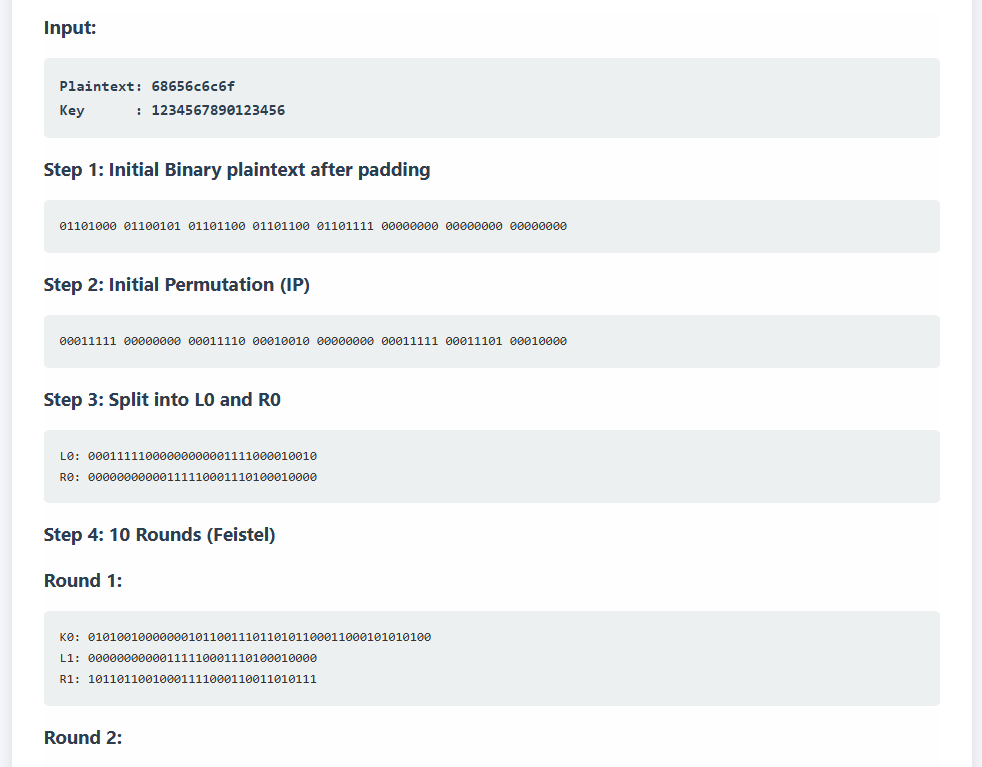 Input:
Plaintext: 68656c6c6f
Key : 1234567890123456
Step 1: Initial Binary plaintext after padding
01101000 01100101 01101100 01101100 01101111 00000000 00000000 00000000
Step 2: Initial Permutation (IP)
00011111 00000000 00011110 00010010 00000000 00011111 00011101 00010000
Step 3: Split into L0 and R0
L0: 00011111000000000001111000010010
R0: 00000000000111110001110100010000
Step 4: 10 Rounds (Feistel)
Round 1:
K0: 010100100000001011001110110101100011000101010100
L1: 00000000000111110001110100010000
R1: 10110110010001111000110011010111
Round 2: